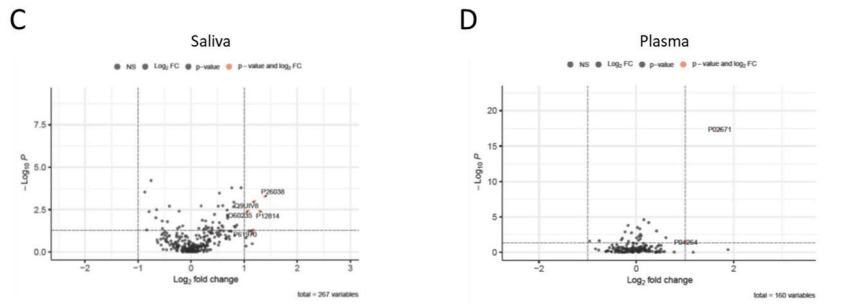 C
Saliva
NS Log₂ FC p-value p-value and log₂ FC
7.5
5.0
2.5
0.0
-Log₁₀ P
P26038
Q9UIV8
O60235 P12814
-2 -1 0 1 2 3
Log₂ fold change
total = 267 variables
D
Plasma
NS Log₂ FC p-value p-value and log₂ FC
20
15
10
5
0
-Log₁₀ P
P02671
-2 0 2
Log₂ fold change
total = 160 variables